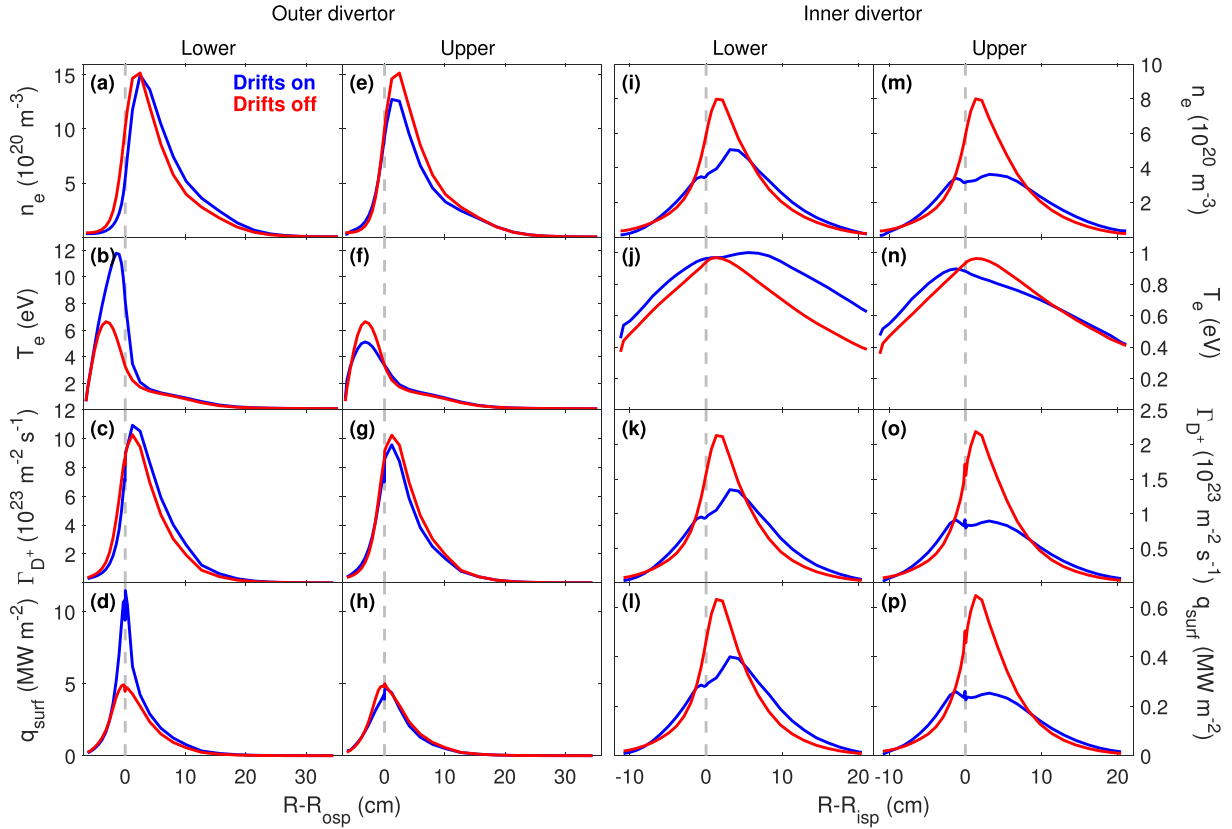 Outer divertor Inner divertor
Lower Upper Lower Upper
(a) Drifts on (e) (i) (m)
Drifts off
15
10
5
n_e (10^20 m^-3)
10
8
6
4
2
n_e (10^20 m^-3)
(b) (f) (j) (n)
12
10
8
6
4
2
T_e (eV)
1
0.8
0.6
0.4
0.2
T_e (eV)
(c) (g) (k) (o)
12
10
8
6
4
2
Γ_D+ (10^23 m^-2 s^-1)
2.5
2
1.5
1
0.5
Γ_D+ (10^23 m^-2 s^-1)
(d) (h) (l) (p)
10
5
0
q_surf (MW m^-2)
0.6
0.4
0.2
0
q_surf (MW m^-2)
0 10 20 30 0 10 20 30 -10 0 10 20 -10 0 10 20
R-R_osp (cm) R-R_isp (cm)